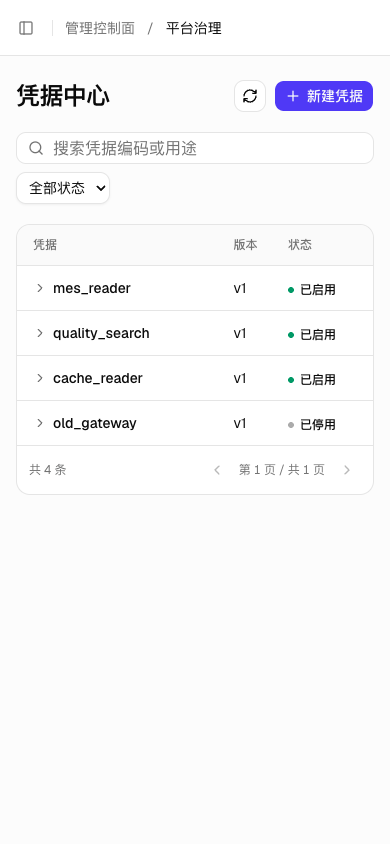 管理控制面 / 平台治理
凭据中心
新建凭据
搜索凭据编码或用途
全部状态
凭据 版本 状态
mes_reader v1 已启用
quality_search v1 已启用
cache_reader v1 已启用
old_gateway v1 已停用
共 4 条 第 1 页 / 共 1 页